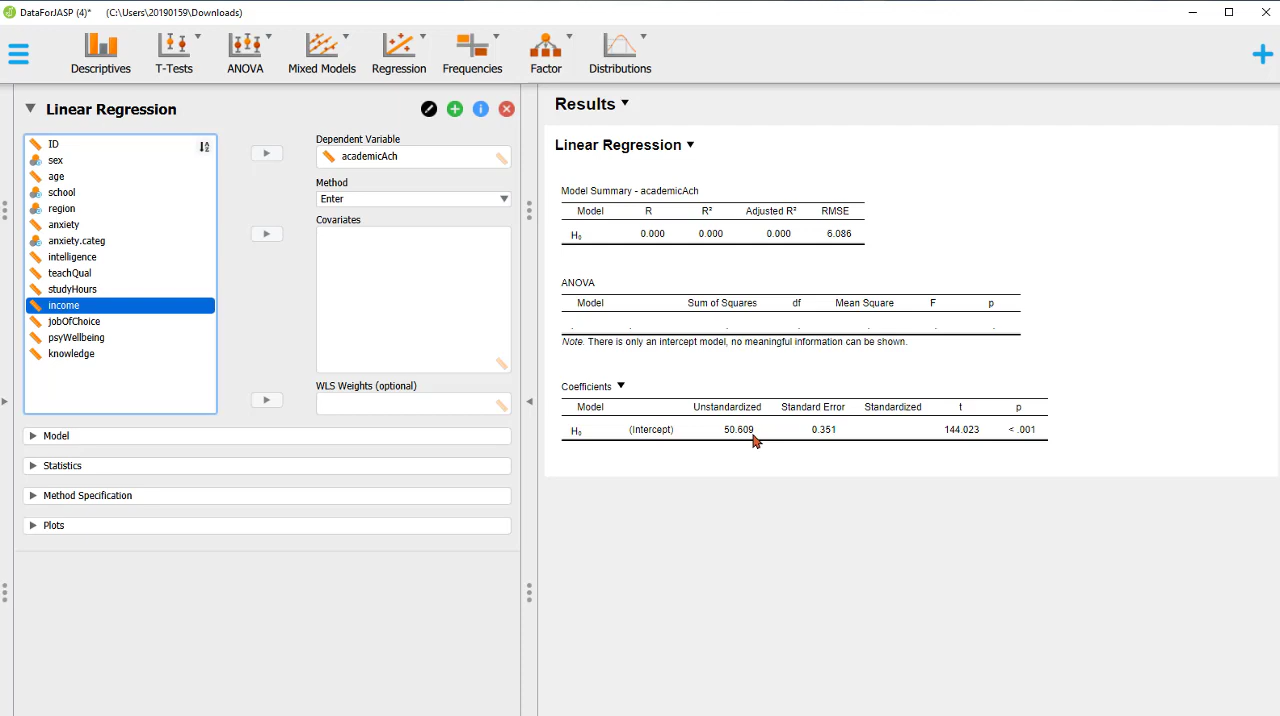 DataForJASP (4)* (C:\Users\20190159\Downloads)
Descriptives T-Tests ANOVA Mixed Models Regression Frequencies Factor Distributions
Linear Regression
ID
sex
age
school
region
anxiety
anxiety.categ
intelligence
teachQual
studyHours
income
jobOfChoice
psyWellbeing
knowledge
Dependent Variable
academicAch
Method
Enter
Covariates
WLS Weights (optional)
Model
Statistics
Method Specification
Plots
Results
Linear Regression
Model Summary - academicAch
Model R R² Adjusted R² RMSE
H₀ 0.000 0.000 0.000 6.086
ANOVA
Model Sum of Squares df Mean Square F p
. . . . . . .
Note. There is only an intercept model, no meaningful information can be shown.
Coefficients
Model Unstandardized Standard Error Standardized t p
H₀ (Intercept) 50.609 0.351 144.023 < .001